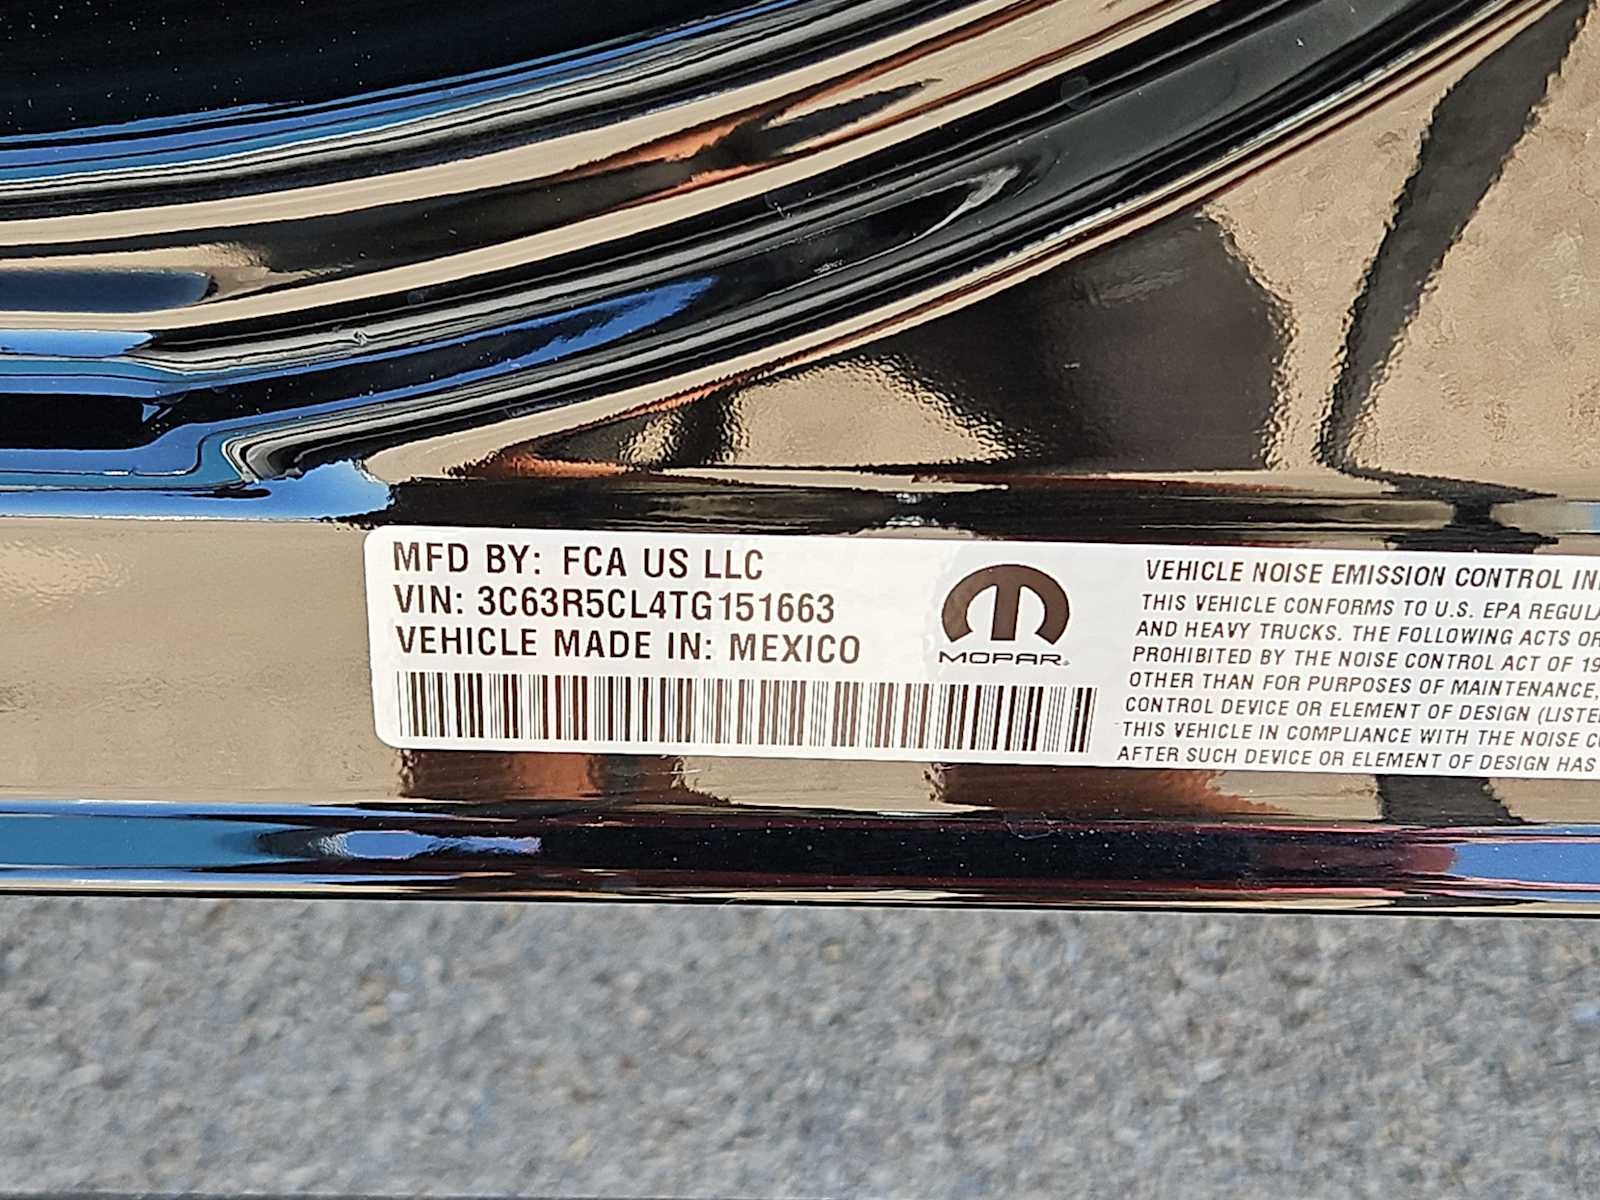 MFD BY: FCA US LLC
VIN: 3C63R5CL4TG151663
VEHICLE MADE IN: MEXICO
MOPAR
VEHICLE NOISE EMISSION CONTROL
THIS VEHICLE CONFORMS TO U.S. EPA
AND HEAVY TRUCKS. THE FOLLOWING ACTS
PROHIBITED BY THE NOISE CONTROL ACT OF
OTHER THAN FOR PURPOSES OF MAINTENANCE,
CONTROL DEVICE OR ELEMENT OF DESIGN
THIS VEHICLE IN COMPLIANCE WITH THE NOISE
AFTER SUCH DEVICE OR ELEMENT OF DESIGN HAS